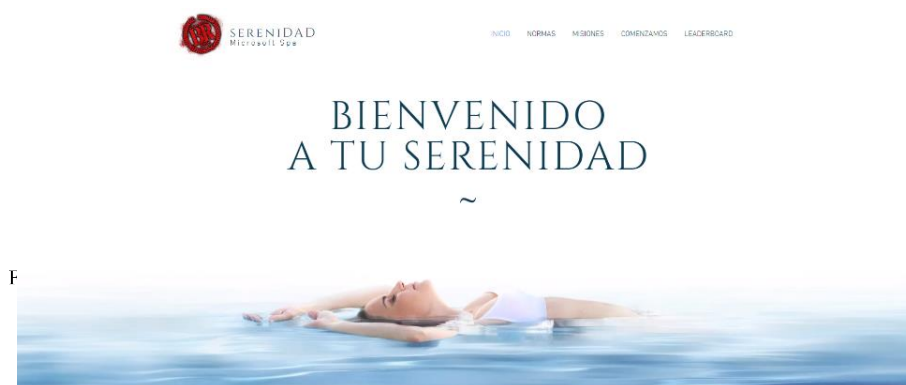 SERENIDAD
Microsoft Spa
INICIO NORMAS MISIONES COMENZAMOS LEADERBOARD
BIENVENIDO
A TU SERENIDAD
~